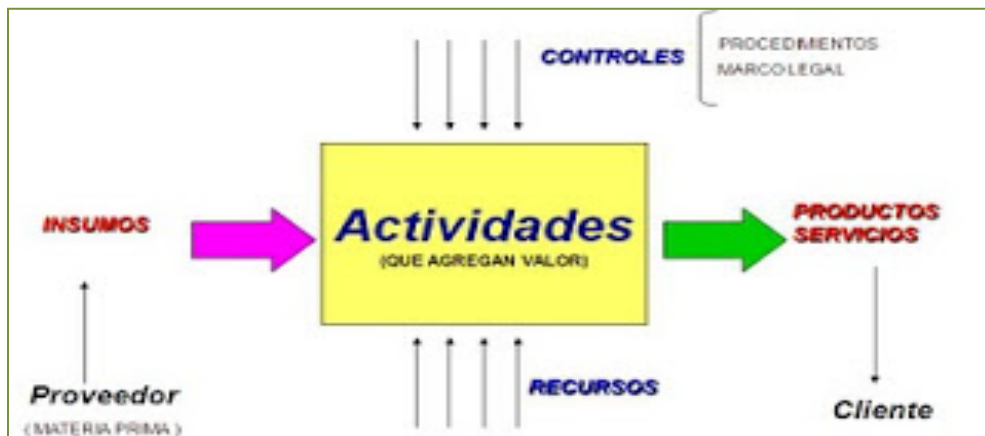 CONTROLES
PROCEDIMIENTOS
MARCO LEGAL
INSUMOS
Actividades
(QUE AGREGAN VALOR)
PRODUCTOS
SERVICIOS
Proveedor
( MATERIA PRIMA )
RECURSOS
Cliente